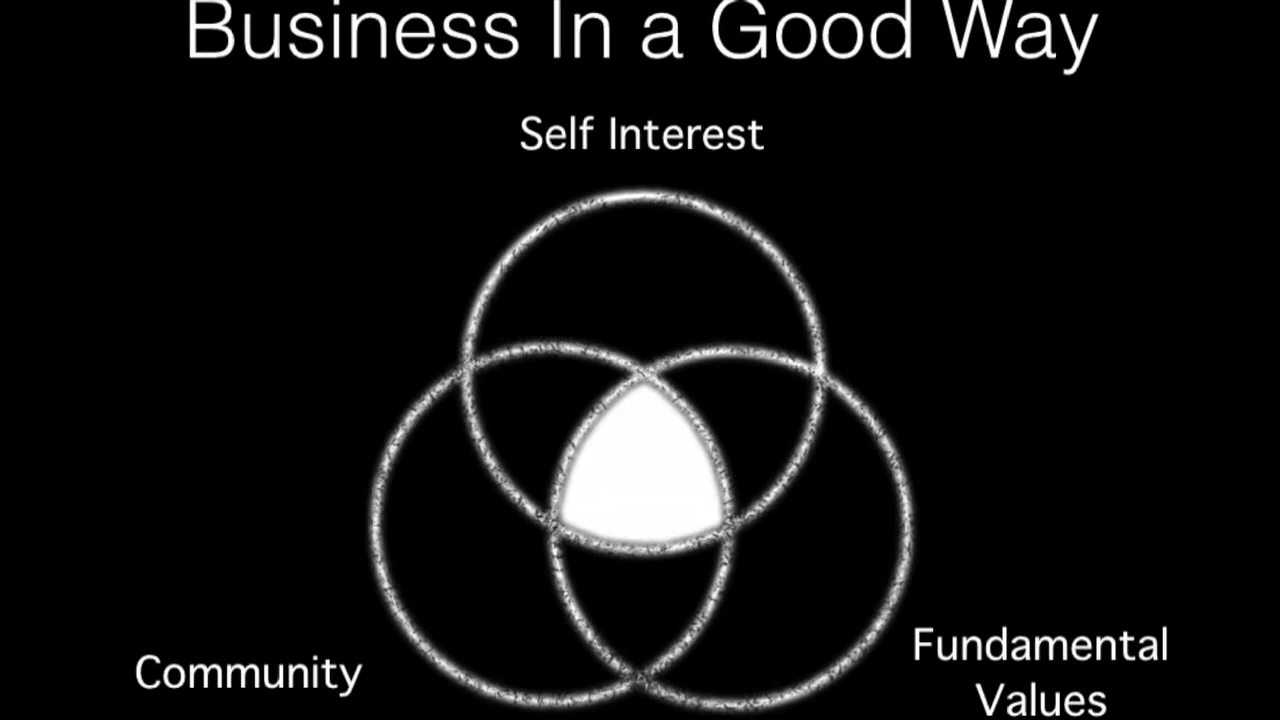 Business In a Good Way
Self Interest
Community
Fundamental
Values